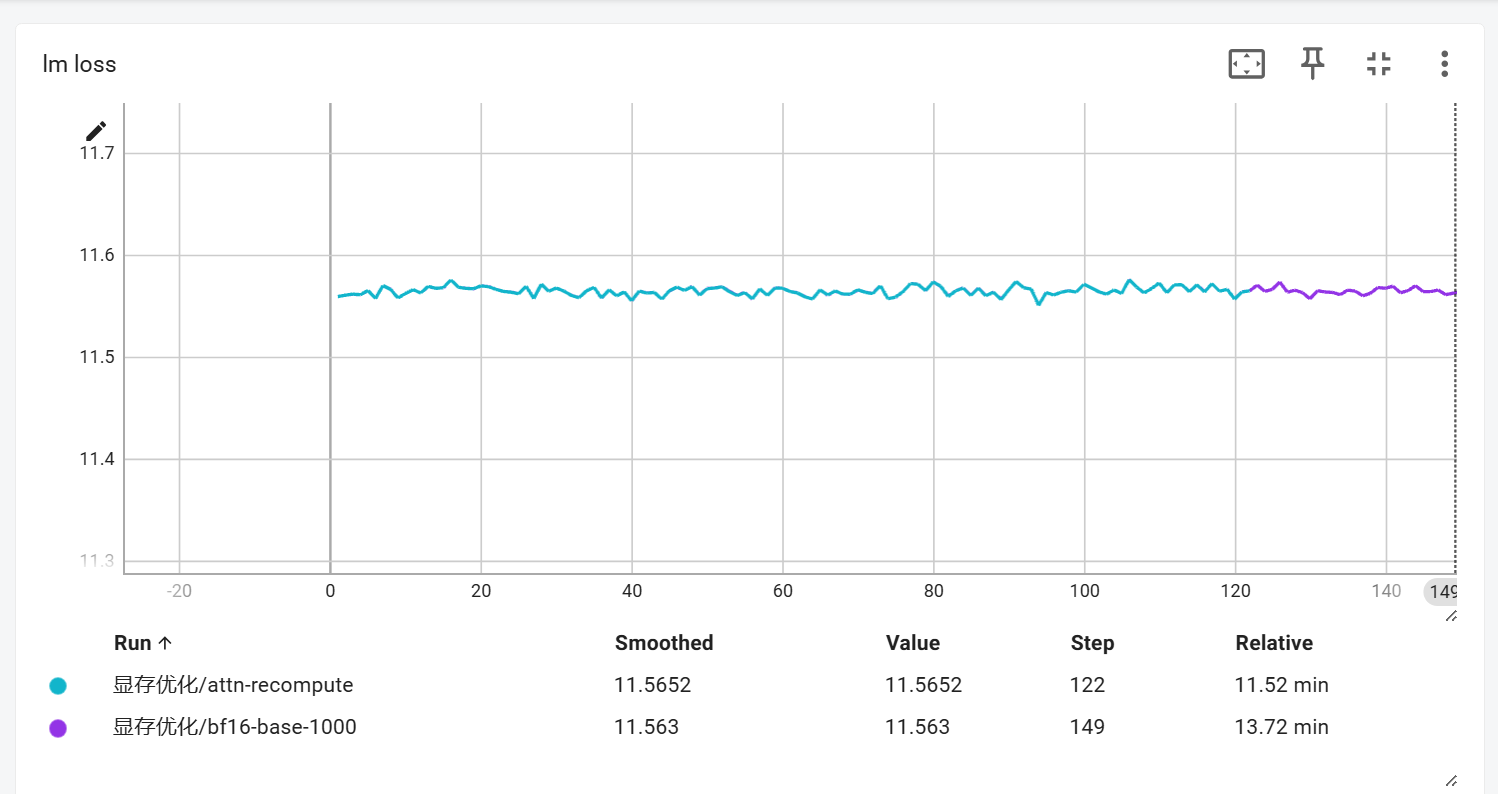 lm loss
11.7
11.6
11.5
11.4
11.3
-20 0 20 40 60 80 100 120 140 149
Run ↑ Smoothed Value Step Relative
显存优化/attn-recompute 11.5652 11.5652 122 11.52 min
显存优化/bf16-base-1000 11.563 11.563 149 13.72 min